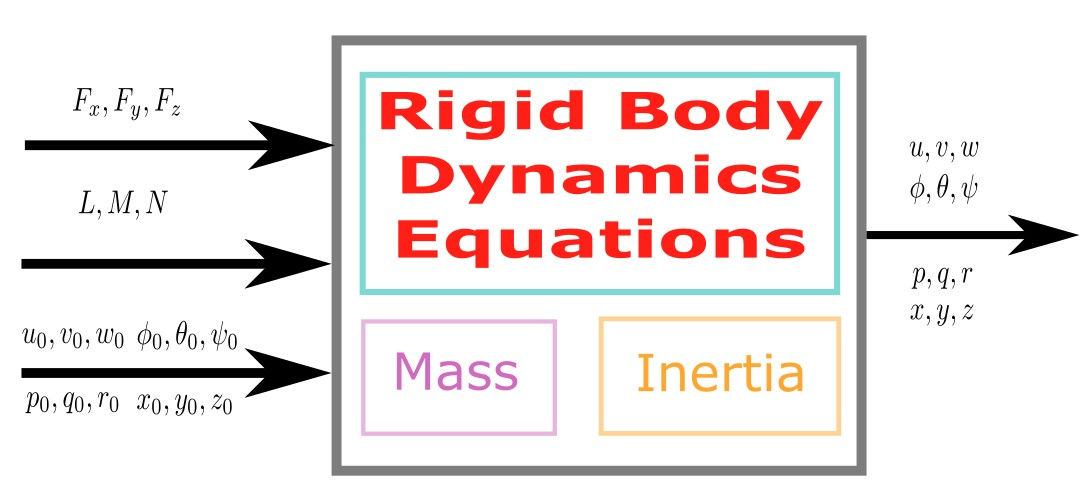 F_x, F_y, F_z
L, M, N
u_0, v_0, w_0 ϕ_0, θ_0, ψ_0
p_0, q_0, r_0 x_0, y_0, z_0
Rigid Body
Dynamics
Equations
Mass
Inertia
u, v, w
ϕ, θ, ψ
p, q, r
x, y, z